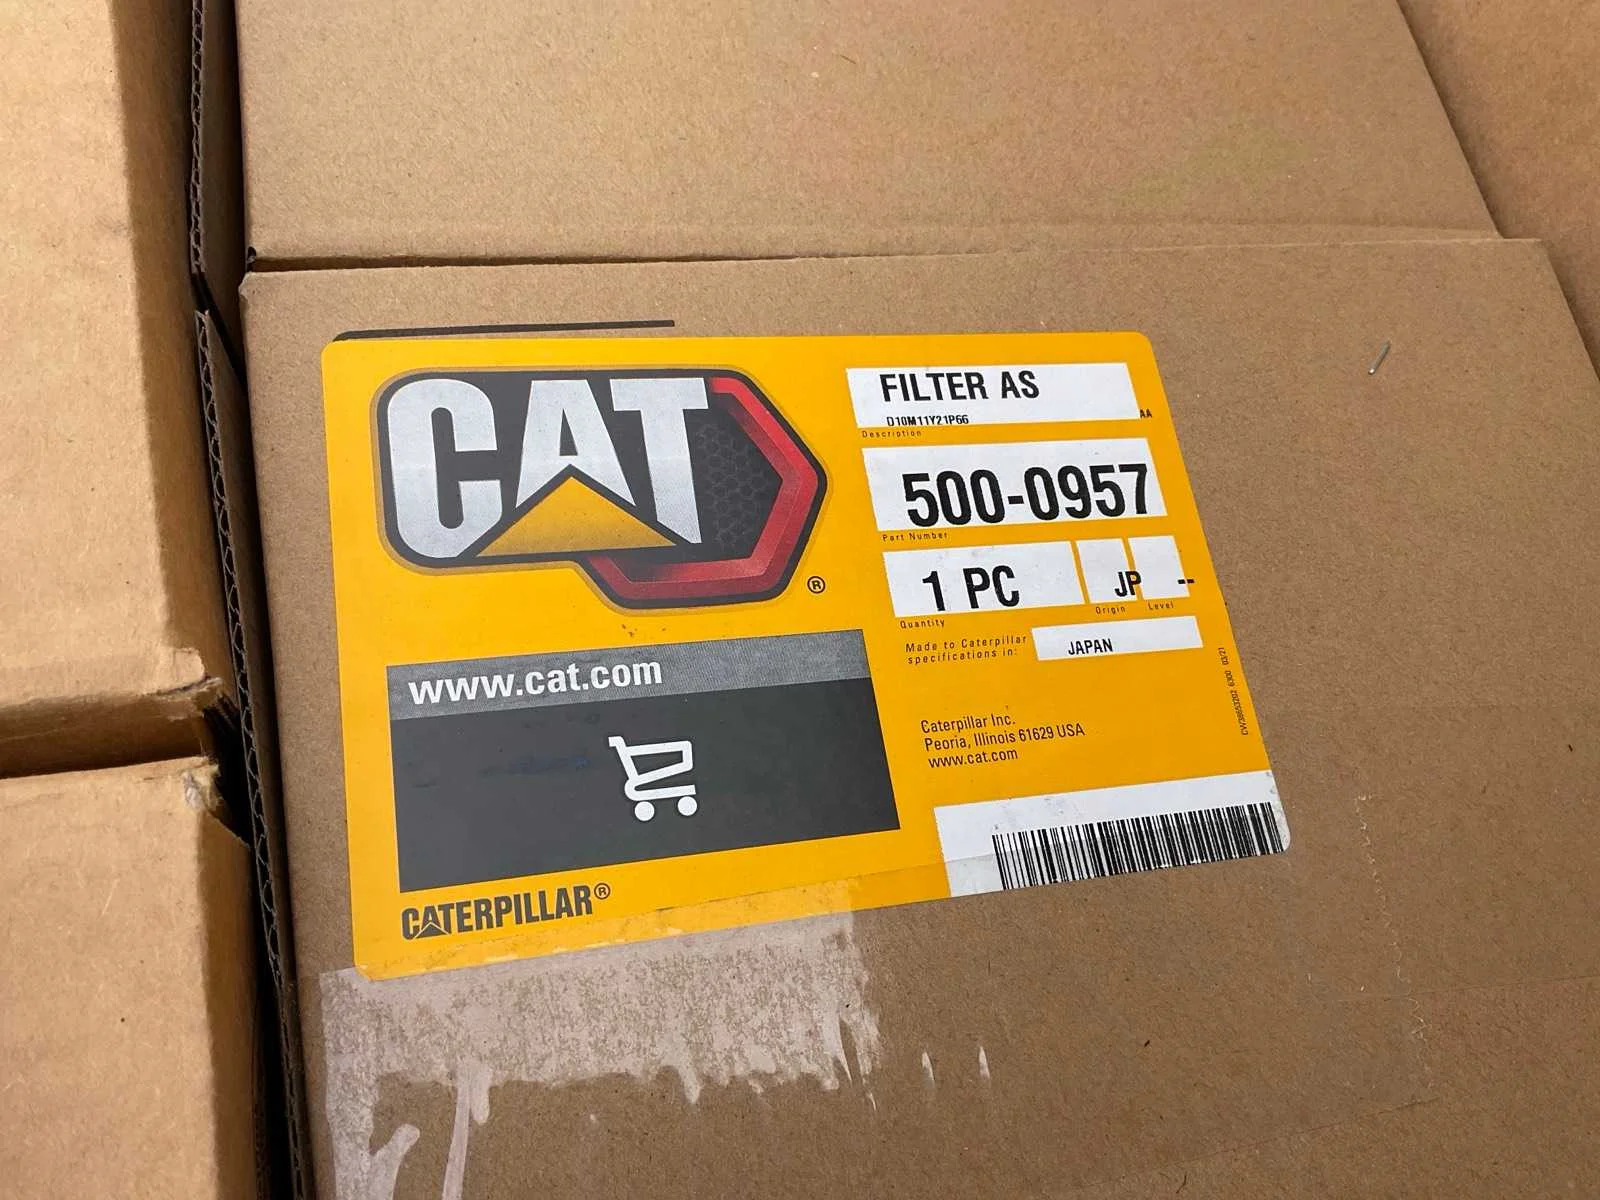 CAT
®
www.cat.com
CATERPILLAR®
FILTER AS
D10M11Y21P66 AA
Description
500-0957
Part Number
1 PC JP --
Quantity Origin Level
Made to Caterpillar
specifications in: JAPAN
Caterpillar Inc.
Peoria, Illinois 61629 USA
www.cat.com